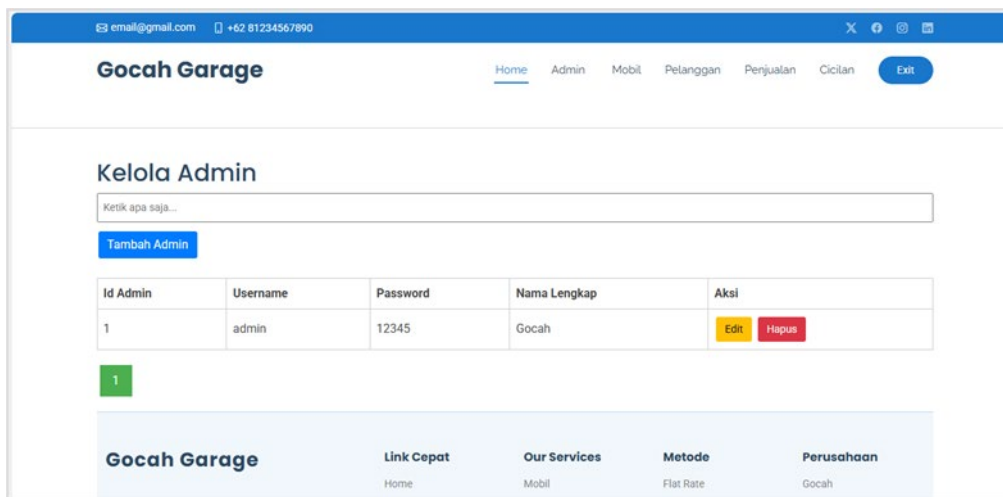 email@gmail.com +62 81234567890
Gocah Garage Home Admin Mobil Pelanggan Penjualan Cicilan Exit
Kelola Admin
Ketik apa saja...
Tambah Admin
Id Admin Username Password Nama Lengkap Aksi
1 admin 12345 Gocah Edit Hapus
1
Gocah Garage Link Cepat Our Services Metode Perusahaan
Home Mobil Flat Rate Gocah